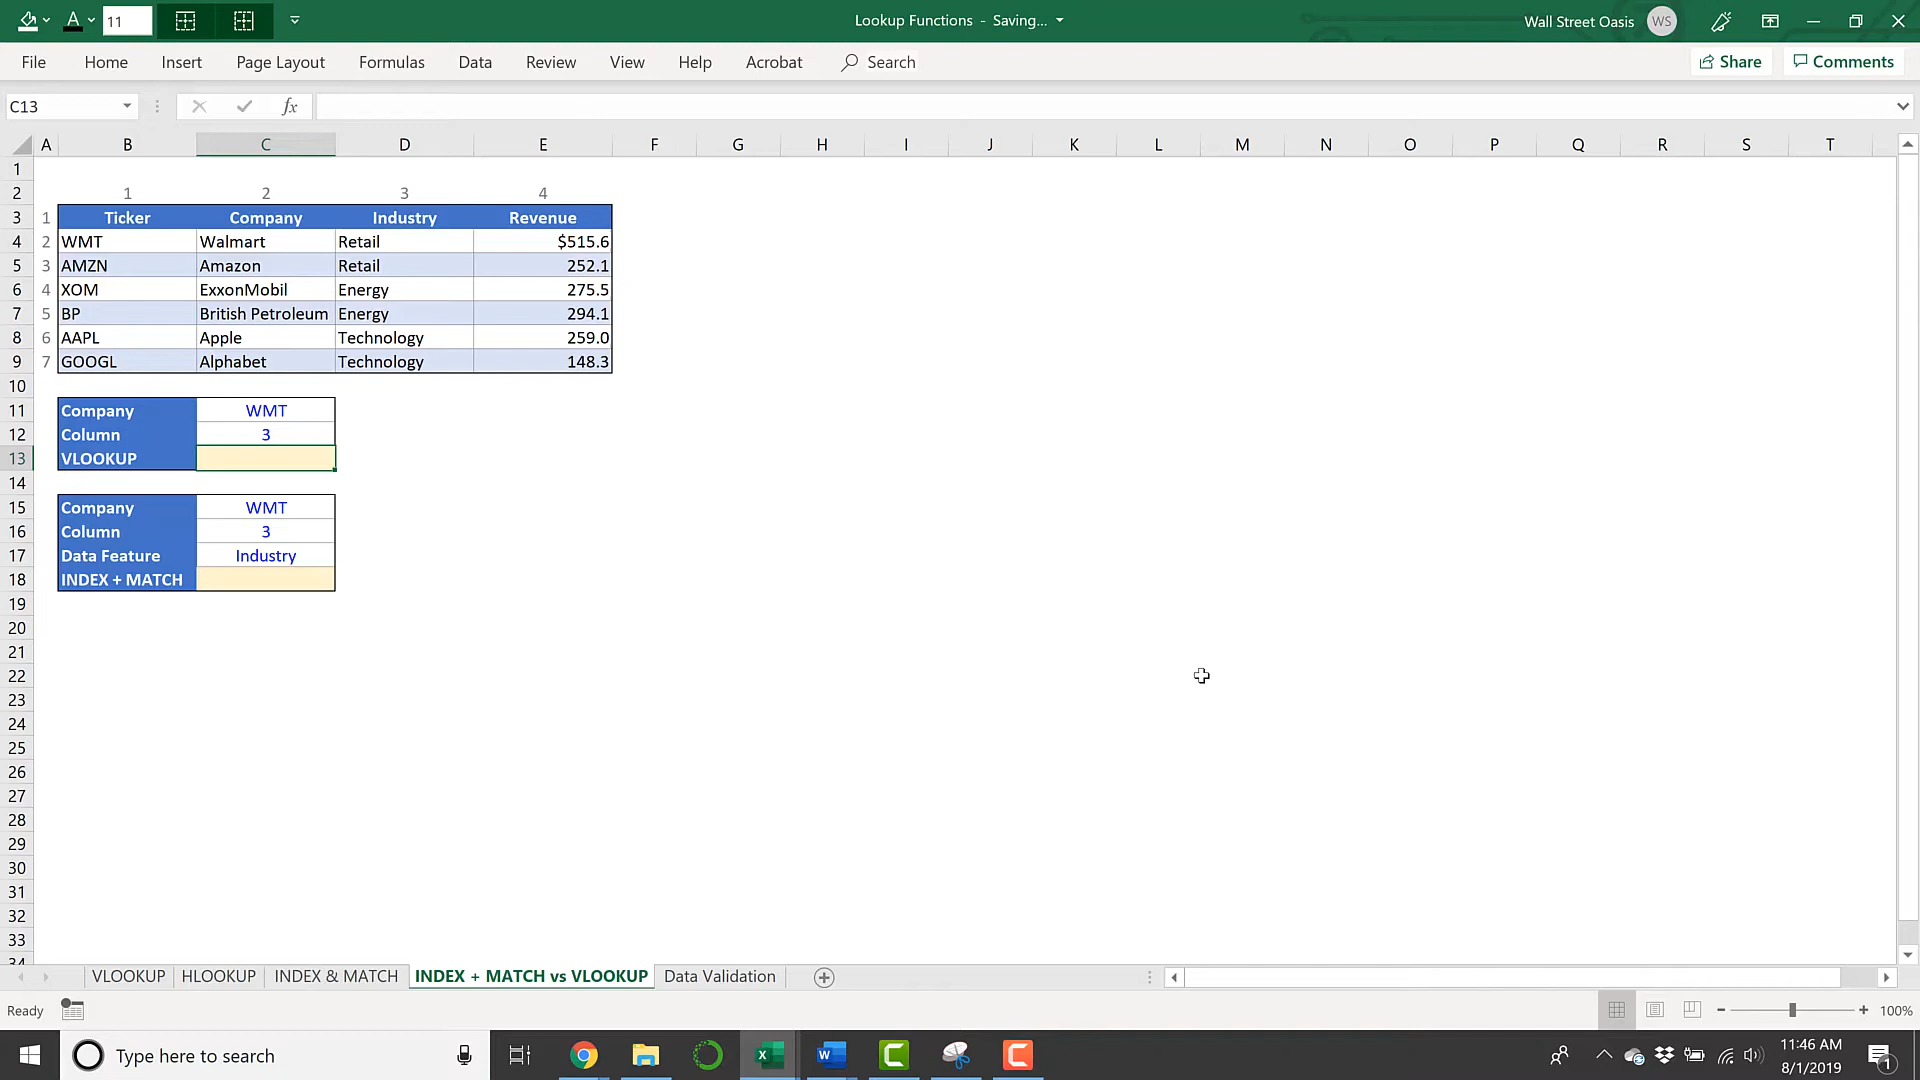 11
Lookup Functions - Saving...
Wall Street Oasis WS
File Home Insert Page Layout Formulas Data Review View Help Acrobat Search Share Comments
C13 fx
A B C D E F G H I J K L M N O P Q R S T
1
2 1 2 3 4
3 1 Ticker Company Industry Revenue
4 2 WMT Walmart Retail $515.6
5 3 AMZN Amazon Retail 252.1
6 4 XOM ExxonMobil Energy 275.5
7 5 BP British Petroleum Energy 294.1
8 6 AAPL Apple Technology 259.0
9 7 GOOGL Alphabet Technology 148.3
10
11 Company WMT
12 Column 3
13 VLOOKUP
14
15 Company WMT
16 Column 3
17 Data Feature Industry
18 INDEX + MATCH
19
20
21
22
23
24
25
26
27
28
29
30
31
32
33
34
VLOOKUP HLOOKUP INDEX & MATCH INDEX + MATCH vs VLOOKUP Data Validation
Ready 100%
Type here to search 11:46 AM
8/1/2019 1